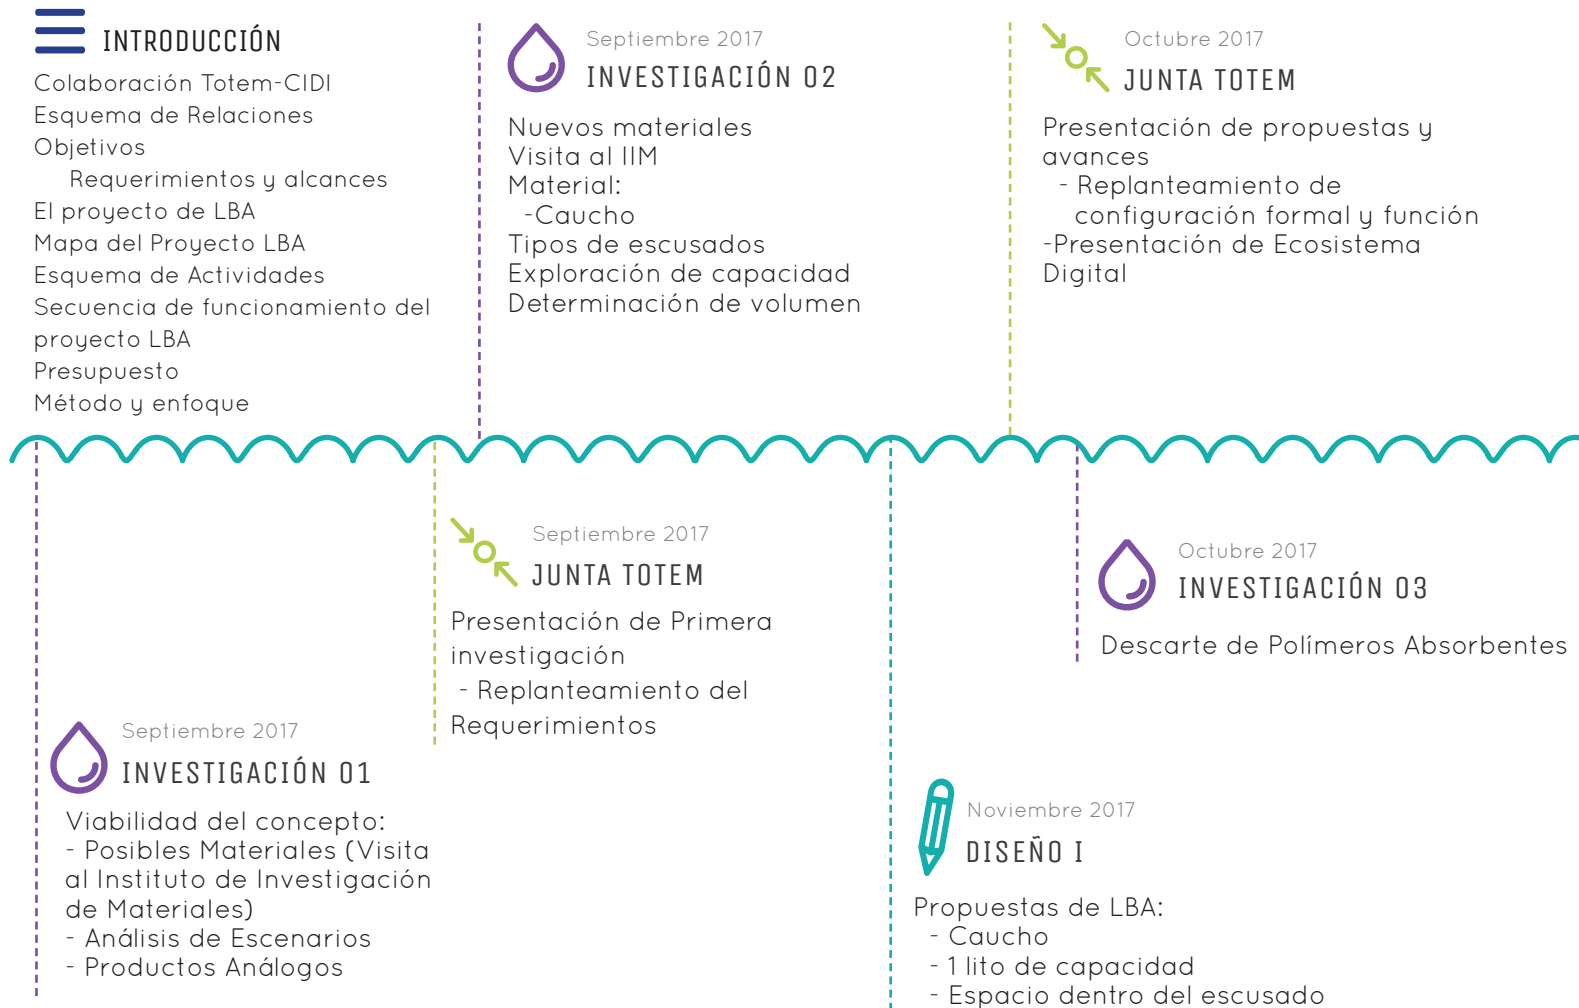 INTRODUCCIÓN
Colaboración Totem-CIDI
Esquema de Relaciones
Objetivos
Requerimientos y alcances
El proyecto de LBA
Mapa del Proyecto LBA
Esquema de Actividades
Secuencia de funcionamiento del
proyecto LBA
Presupuesto
Método y enfoque
Septiembre 2017
INVESTIGACIÓN 02
Nuevos materiales
Visita al IIM
Material:
-Caucho
Tipos de escusados
Exploración de capacidad
Determinación de volumen
Octubre 2017
JUNTA TOTEM
Presentación de propuestas y
avances
- Replanteamiento de
configuración formal y función
-Presentación de Ecosistema
Digital
Septiembre 2017
INVESTIGACIÓN 01
Viabilidad del concepto:
- Posibles Materiales (Visita
al Instituto de Investigación
de Materiales)
- Análisis de Escenarios
- Productos Análogos
Septiembre 2017
JUNTA TOTEM
Presentación de Primera
investigación
- Replanteamiento del
Requerimientos
Noviembre 2017
DISEÑO I
Propuestas de LBA:
- Caucho
- 1 lito de capacidad
- Espacio dentro del escusado
Octubre 2017
INVESTIGACIÓN 03
Descarte de Polímeros Absorbentes